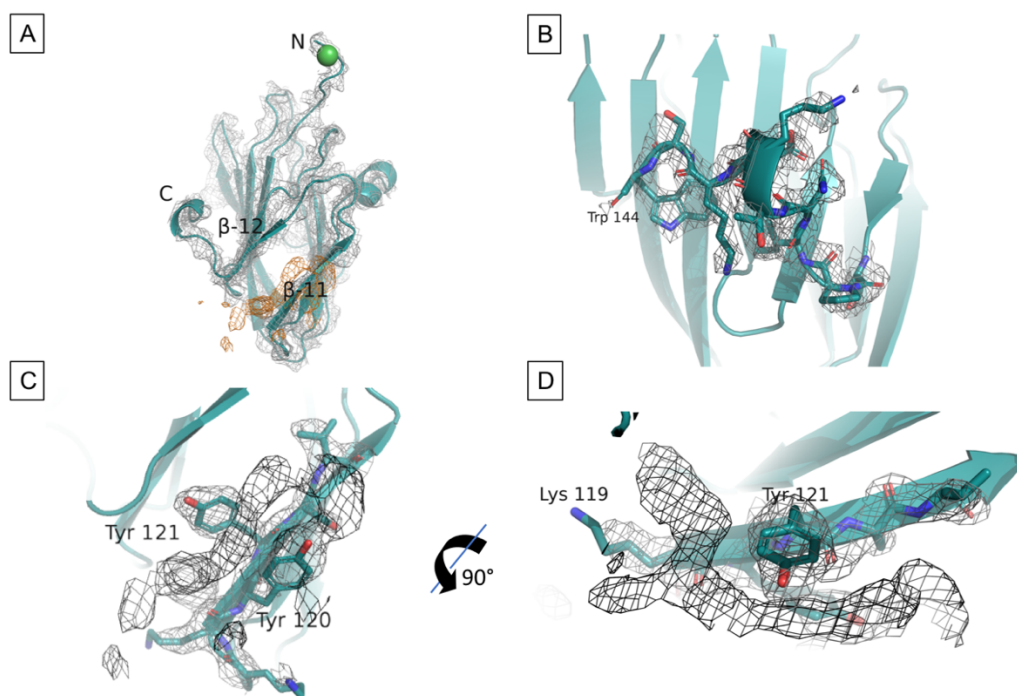 A
N
C
β-12
β-11
B
Trp 144
C
Tyr 121
Tyr 120
90°
D
Lys 119
Tyr 121